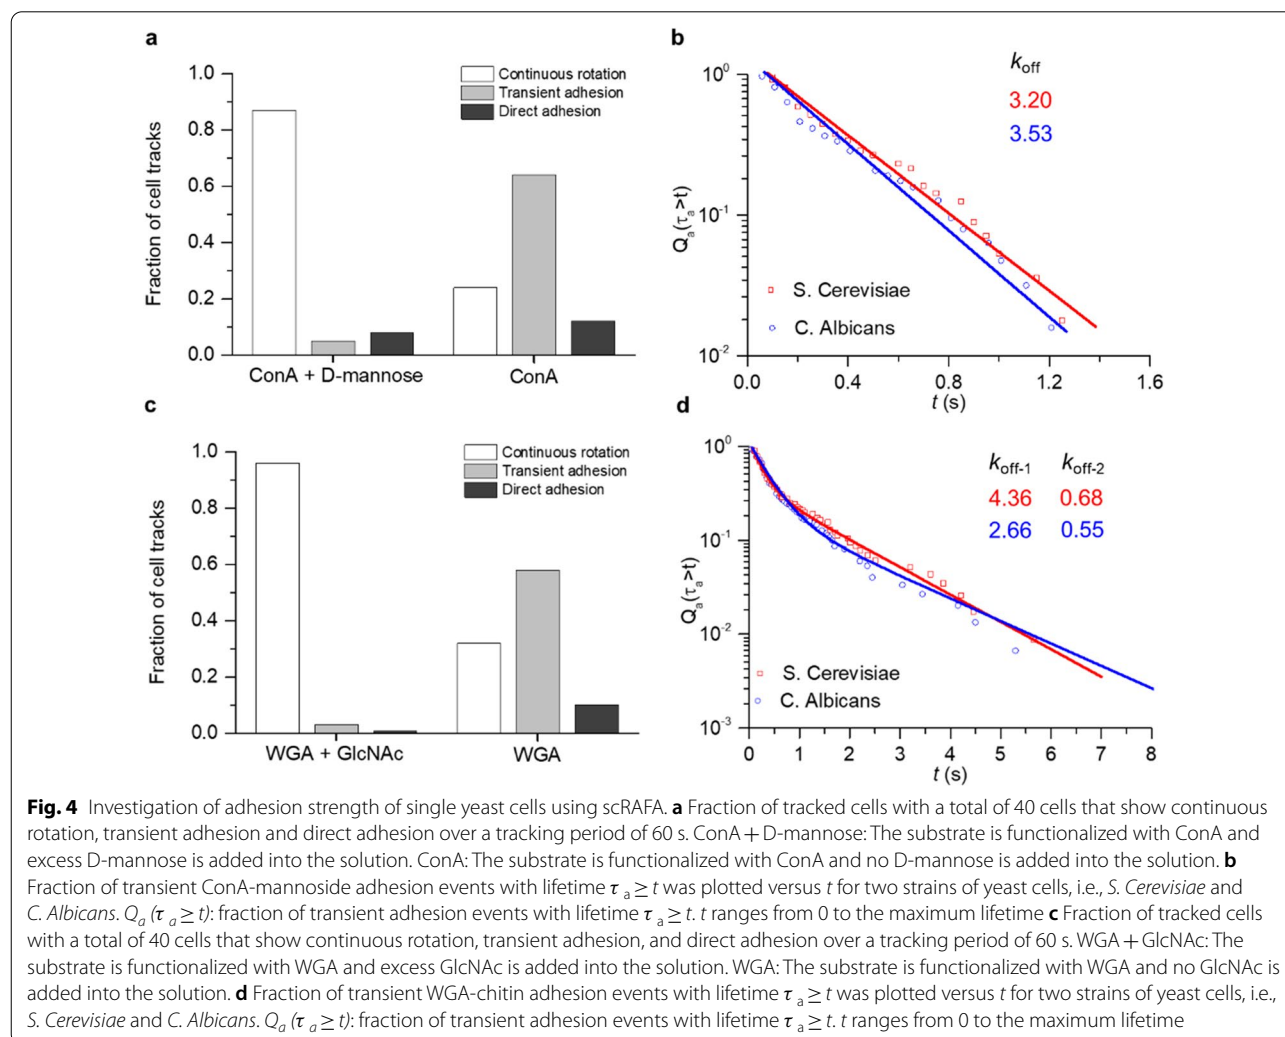 a
1.0
0.8
0.6
0.4
0.2
0.0
Fraction of cell tracks
Continuous rotation
Transient adhesion
Direct adhesion
ConA + D-mannose
ConA
b
10⁰
10⁻¹
10⁻²
Qₐ(τₐ>t)
k_off
3.20
3.53
S. Cerevisiae
C. Albicans
0.0 0.4 0.8 1.2 1.6
t (s)
c
1.0
0.8
0.6
0.4
0.2
0.0
Fraction of cell tracks
Continuous rotation
Transient adhesion
Direct adhesion
WGA + GlcNAc
WGA
d
10⁰
10⁻¹
10⁻²
10⁻³
Qₐ(τₐ>t)
k_off-1 k_off-2
4.36 0.68
2.66 0.55
S. Cerevisiae
C. Albicans
0 1 2 3 4 5 6 7 8
t (s)
Fig. 4 Investigation of adhesion strength of single yeast cells using scRAFA. a Fraction of tracked cells with a total of 40 cells that show continuous
rotation, transient adhesion and direct adhesion over a tracking period of 60 s. ConA + D-mannose: The substrate is functionalized with ConA and
excess D-mannose is added into the solution. ConA: The substrate is functionalized with ConA and no D-mannose is added into the solution. b
Fraction of transient ConA-mannoside adhesion events with lifetime τ ₐ ≥ t was plotted versus t for two strains of yeast cells, i.e., S. Cerevisiae and
C. Albicans. Qₐ (τ ₐ ≥ t): fraction of transient adhesion events with lifetime τ ₐ ≥ t. t ranges from 0 to the maximum lifetime c Fraction of tracked cells
with a total of 40 cells that show continuous rotation, transient adhesion, and direct adhesion over a tracking period of 60 s. WGA + GlcNAc: The
substrate is functionalized with WGA and excess GlcNAc is added into the solution. WGA: The substrate is functionalized with WGA and no GlcNAc is
added into the solution. d Fraction of transient WGA-chitin adhesion events with lifetime τ ₐ ≥ t was plotted versus t for two strains of yeast cells, i.e.,
S. Cerevisiae and C. Albicans. Qₐ (τ ₐ ≥ t): fraction of transient adhesion events with lifetime τ ₐ ≥ t. t ranges from 0 to the maximum lifetime